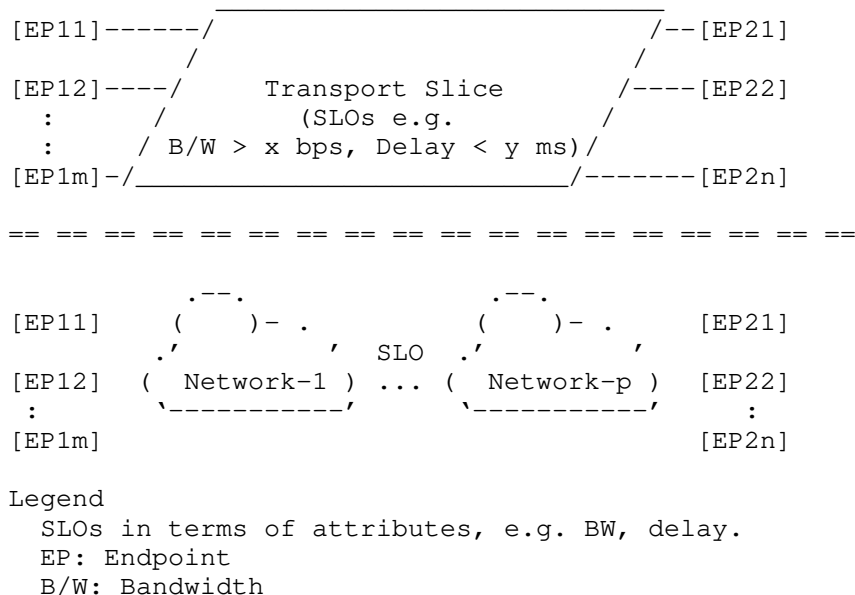 [EP11]------/ /--[EP21]
/ /
[EP12]----/ Transport Slice /----[EP22]
: / (SLOs e.g. /
: / B/W > x bps, Delay < y ms)/
[EP1m]-/____________________________/-------[EP2n]
== == == == == == == == == == == == == == == == == ==
.--. .--.
[EP11] ( )- . ( )- . [EP21]
.' ' SLO .' '
[EP12] ( Network-1 ) ... ( Network-p ) [EP22]
: `-----------' `-----------' :
[EP1m] [EP2n]
Legend
SLOs in terms of attributes, e.g. BW, delay.
EP: Endpoint
B/W: Bandwidth